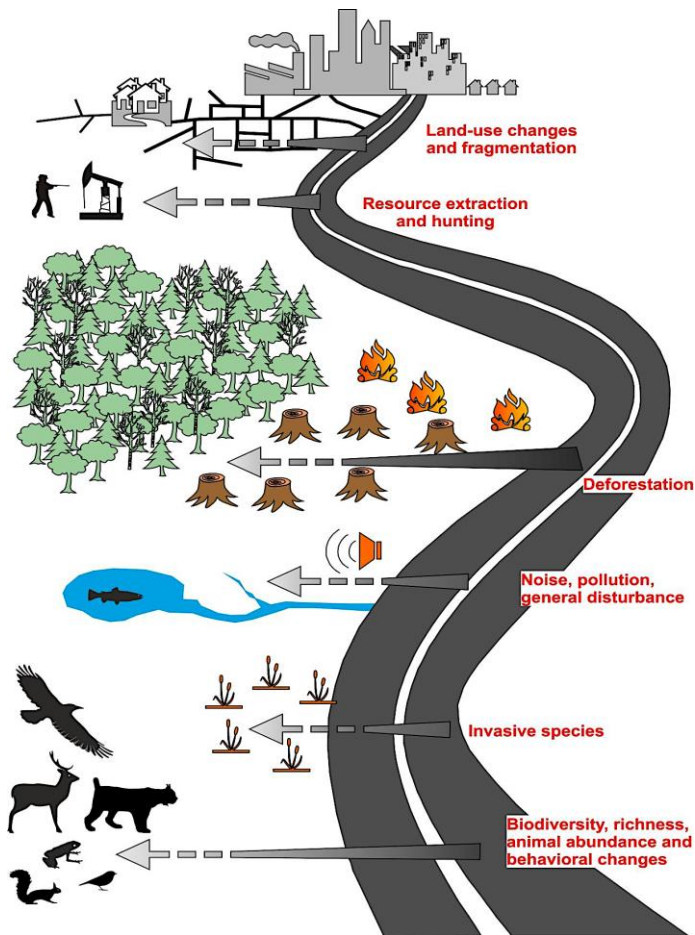 Land-use changes
and fragmentation
Resource extraction
and hunting
Deforestation
Noise, pollution,
general disturbance
Invasive species
Biodiversity, richness,
animal abundance and
behavioral changes